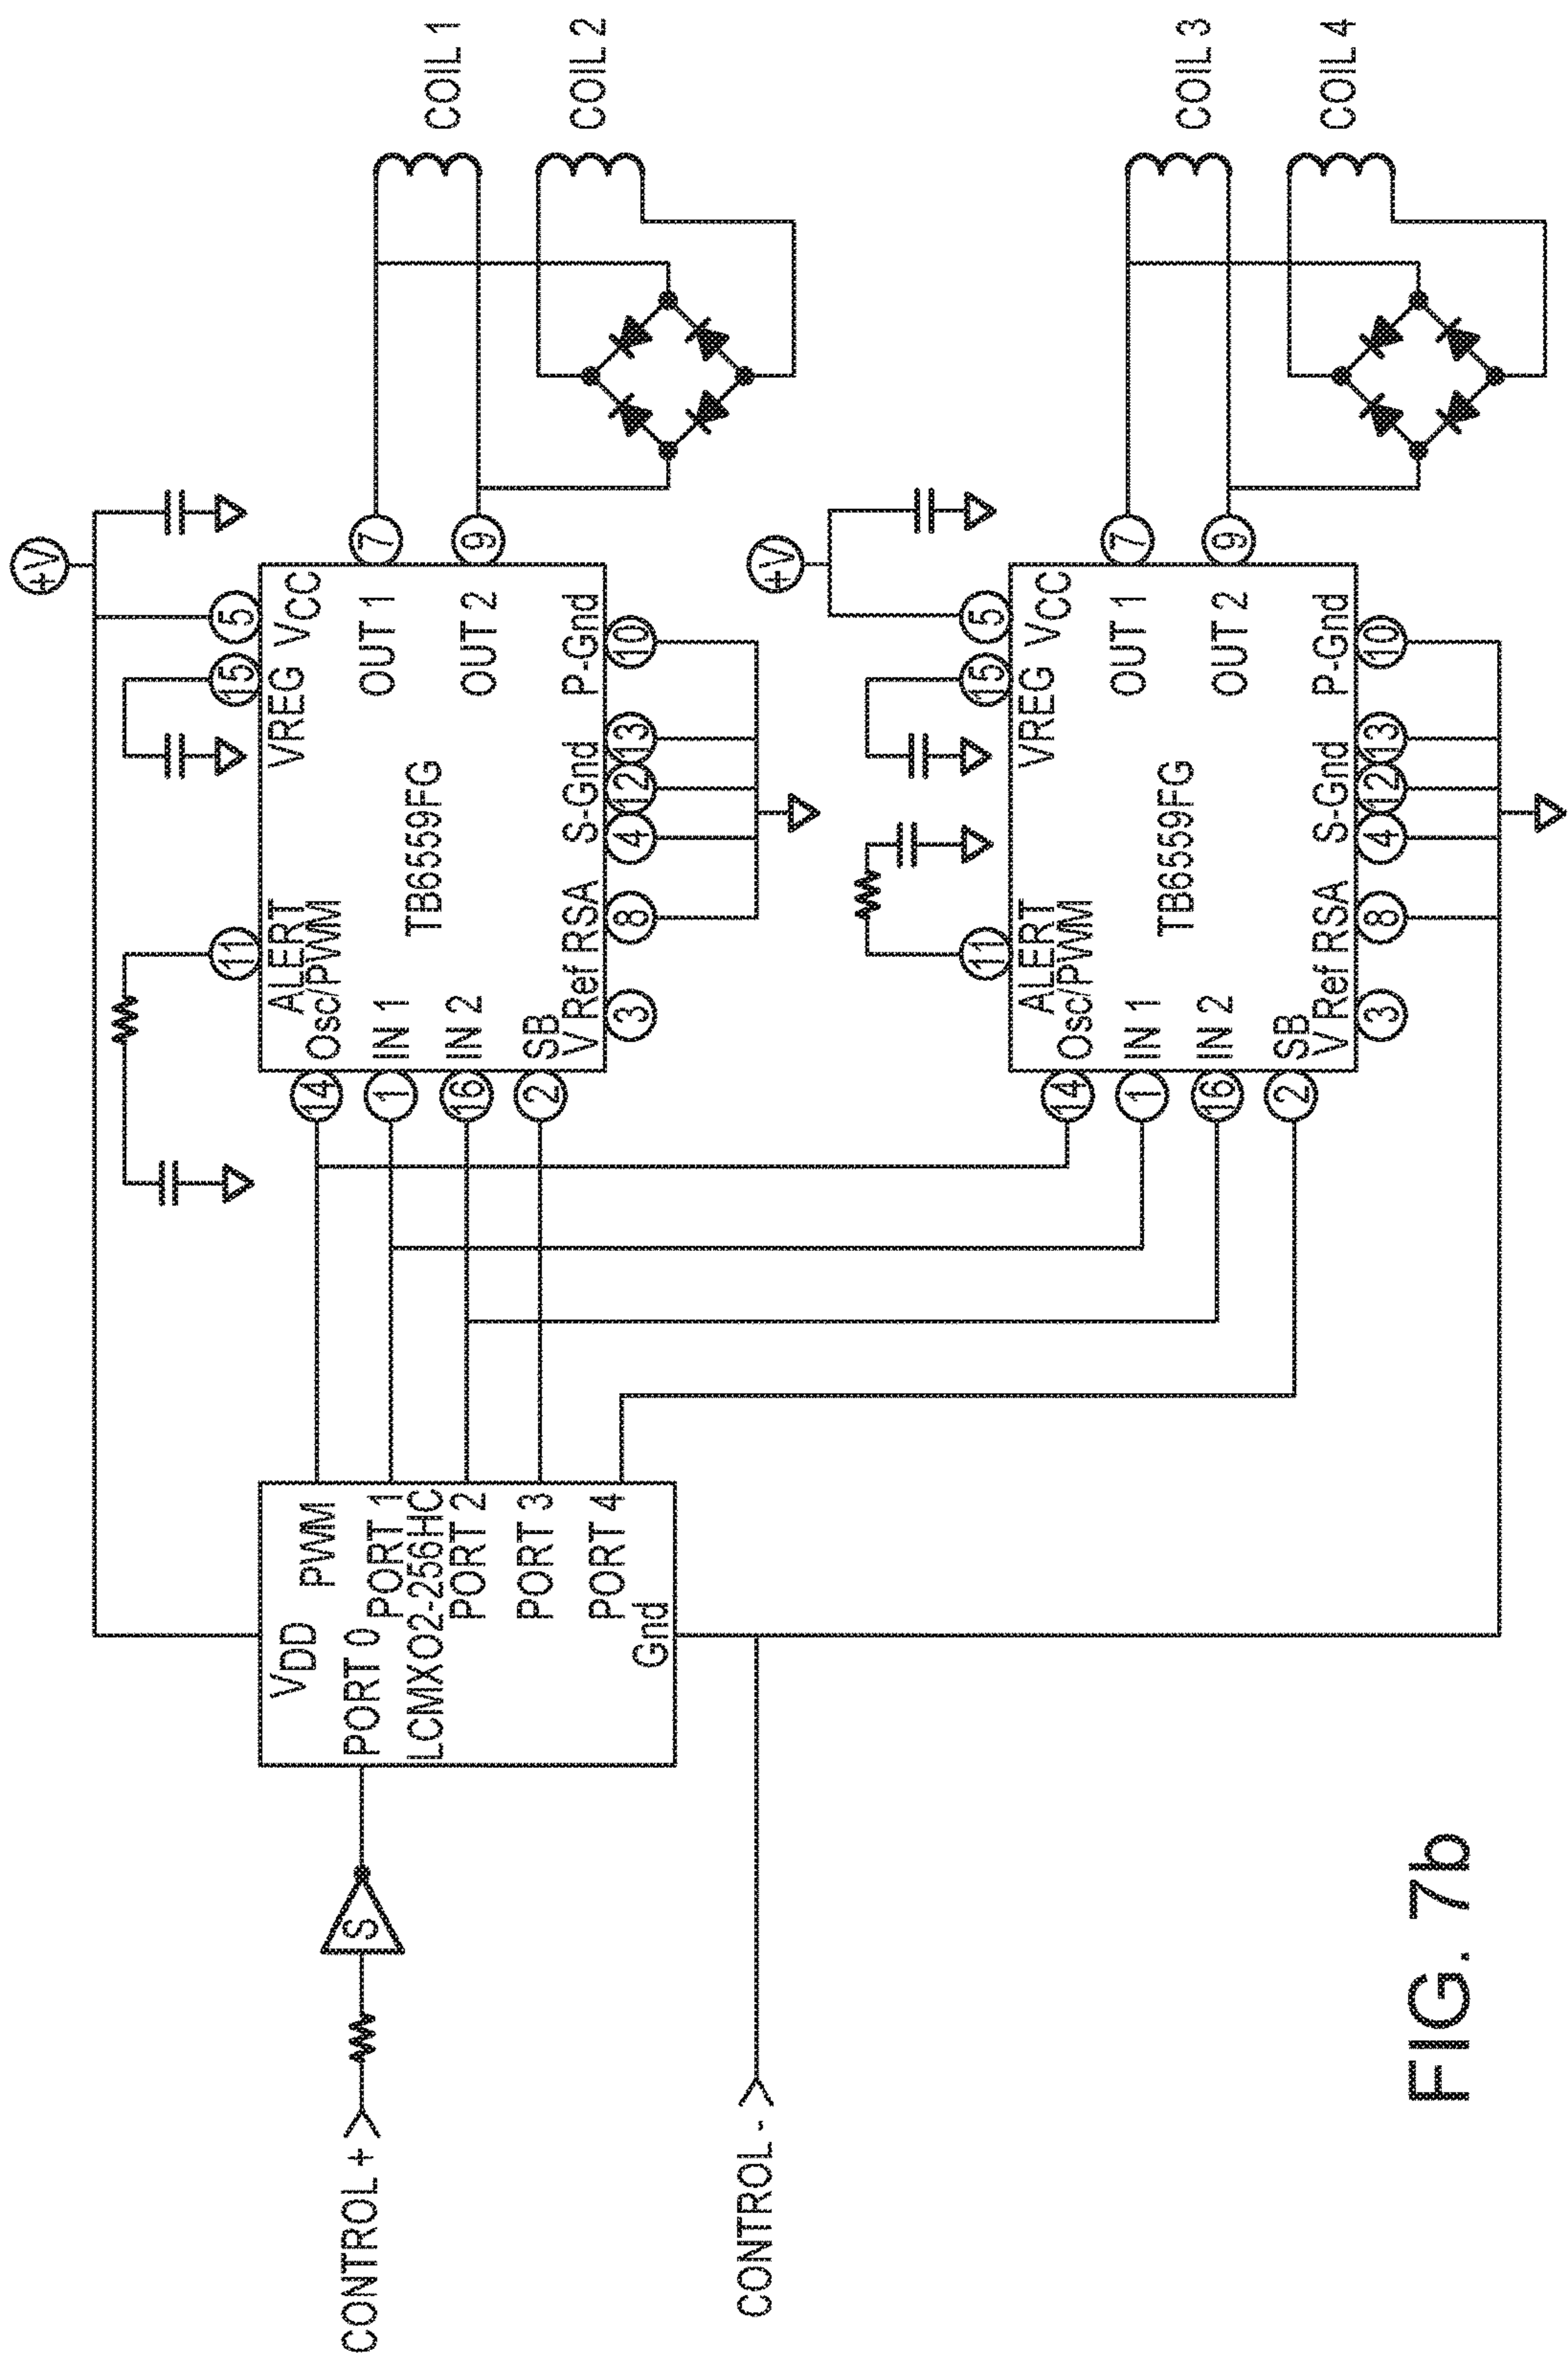 CONTROL +
CONTROL -
S
VDD
PWM
PORT 0
PORT 1
LCMXO2-256HC
PORT 2
PORT 3
PORT 4
Gnd
+V
11
15
5
ALERT
VREG
VCC
14
Osc/PWM
1
IN 1
16
IN 2
2
SB
TB6559FG
OUT 1
7
OUT 2
9
V Ref
RSA
S-Gnd
P-Gnd
3
8
4
12
13
10
COIL 1
COIL 2
+V
11
15
5
ALERT
VREG
VCC
14
Osc/PWM
1
IN 1
16
IN 2
2
SB
TB6559FG
OUT 1
7
OUT 2
9
V Ref
RSA
S-Gnd
P-Gnd
3
8
4
12
13
10
COIL 3
COIL 4
FIG. 7b